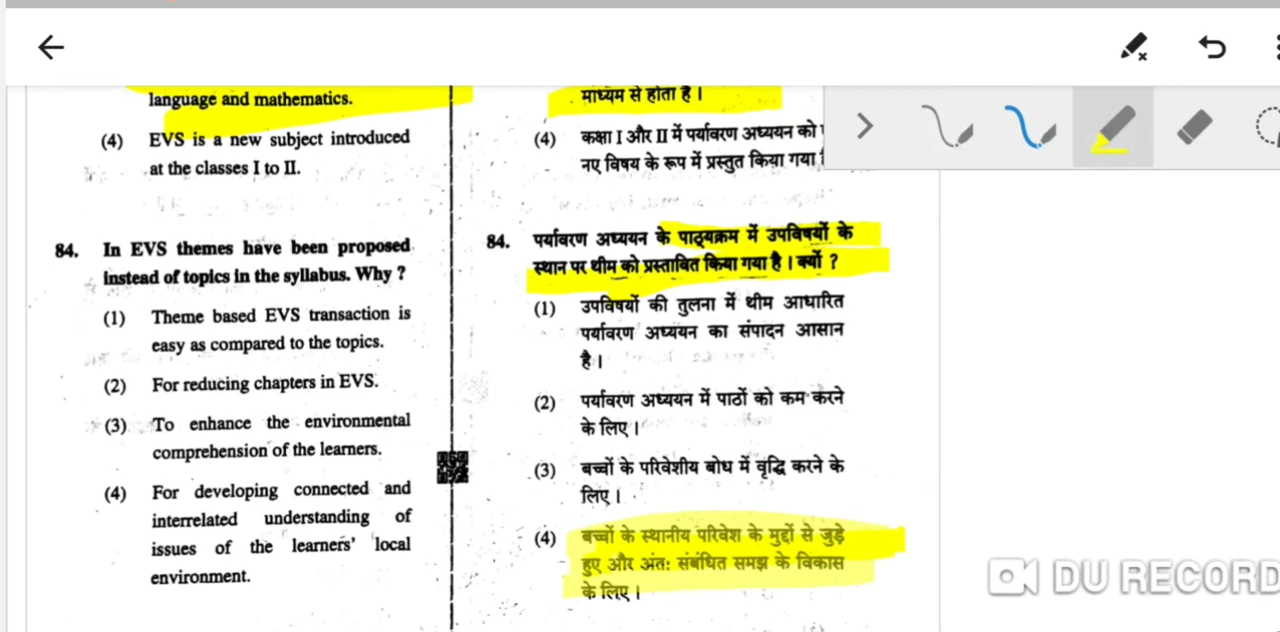 language and mathematics.
(4) EVS is a new subject introduced
at the classes I to II.
84. In EVS themes have been proposed
instead of topics in the syllabus. Why ?
(1) Theme based EVS transaction is
easy as compared to the topics.
(2) For reducing chapters in EVS.
(3) To enhance the environmental
comprehension of the learners.
(4) For developing connected and
interrelated understanding of
issues of the learners' local
environment.
माध्यम से होता है ।
(4) कक्षा I और II में पर्यावरण अध्ययन को
नए विषय के रूप में प्रस्तुत किया गया
84. पर्यावरण अध्ययन के पाठ्यक्रम में उपविषयों के
स्थान पर थीम को प्रस्तावित किया गया है । क्यों ?
(1) उपविषयों की तुलना में थीम आधारित
पर्यावरण अध्ययन का संपादन आसान
है ।
(2) पर्यावरण अध्ययन में पाठों को कम करने
के लिए ।
(3) बच्चों के परिवेशीय बोध में वृद्धि करने के
लिए ।
(4) बच्चों के स्थानीय परिवेश के मुद्दों से जुड़े
हुए और अंतः संबंधित समझ के विकास
के लिए ।
DU RECORD